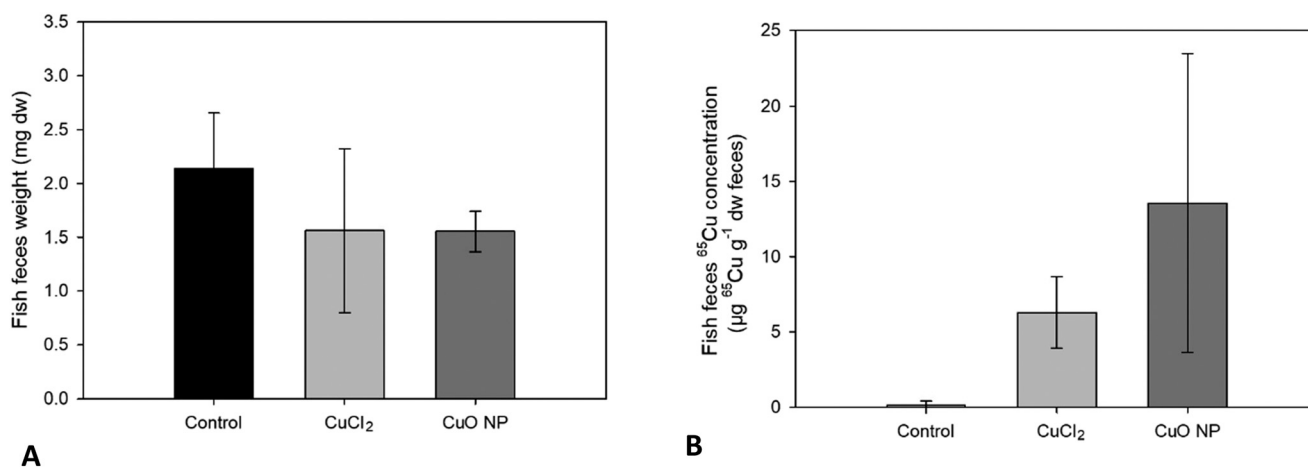 Fish feces weight (mg dw)
3.5
3.0
2.5
2.0
1.5
1.0
0.5
0.0
Control
CuCl₂
CuO NP
A
Fish feces ⁶⁵Cu concentration
(µg ⁶⁵Cu g⁻¹ dw feces)
25
20
15
10
5
0
Control
CuCl₂
CuO NP
B